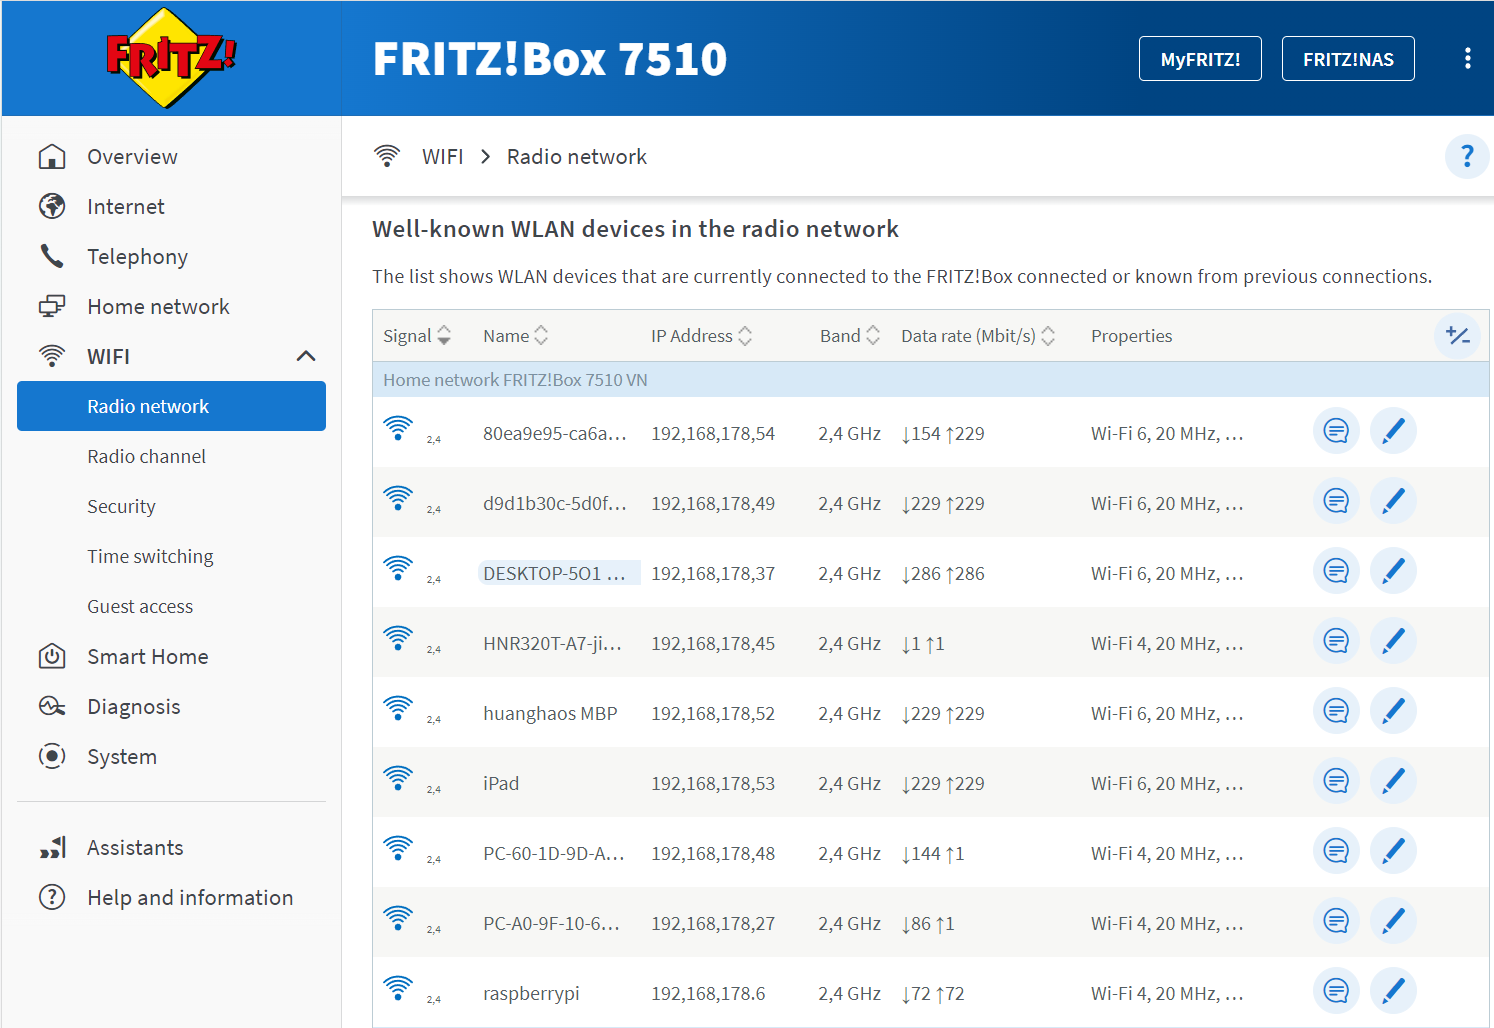 FRITZ!
FRITZ!Box 7510
MyFRITZ!
FRITZ!NAS
Overview
Internet
Telephony
Home network
WIFI
Radio network
Radio channel
Security
Time switching
Guest access
Smart Home
Diagnosis
System
Assistants
Help and information
WIFI > Radio network
?
Well-known WLAN devices in the radio network
The list shows WLAN devices that are currently connected to the FRITZ!Box connected or known from previous connections.
Signal Name IP Address Band Data rate (Mbit/s) Properties
Home network FRITZ!Box 7510 VN
2,4 80ea9e95-ca6a... 192,168,178,54 2,4 GHz ↓154 ↑229 Wi-Fi 6, 20 MHz, ...
2,4 d9d1b30c-5d0f... 192,168,178,49 2,4 GHz ↓229 ↑229 Wi-Fi 6, 20 MHz, ...
2,4 DESKTOP-5O1 ... 192,168,178,37 2,4 GHz ↓286 ↑286 Wi-Fi 6, 20 MHz, ...
2,4 HNR320T-A7-ji... 192,168,178,45 2,4 GHz ↓1 ↑1 Wi-Fi 4, 20 MHz, ...
2,4 huanghaos MBP 192,168,178,52 2,4 GHz ↓229 ↑229 Wi-Fi 6, 20 MHz, ...
2,4 iPad 192,168,178,53 2,4 GHz ↓229 ↑229 Wi-Fi 6, 20 MHz, ...
2,4 PC-60-1D-9D-A... 192,168,178,48 2,4 GHz ↓144 ↑1 Wi-Fi 4, 20 MHz, ...
2,4 PC-A0-9F-10-6... 192,168,178,27 2,4 GHz ↓86 ↑1 Wi-Fi 4, 20 MHz, ...
2,4 raspberrypi 192,168,178.6 2,4 GHz ↓72 ↑72 Wi-Fi 4, 20 MHz, ...